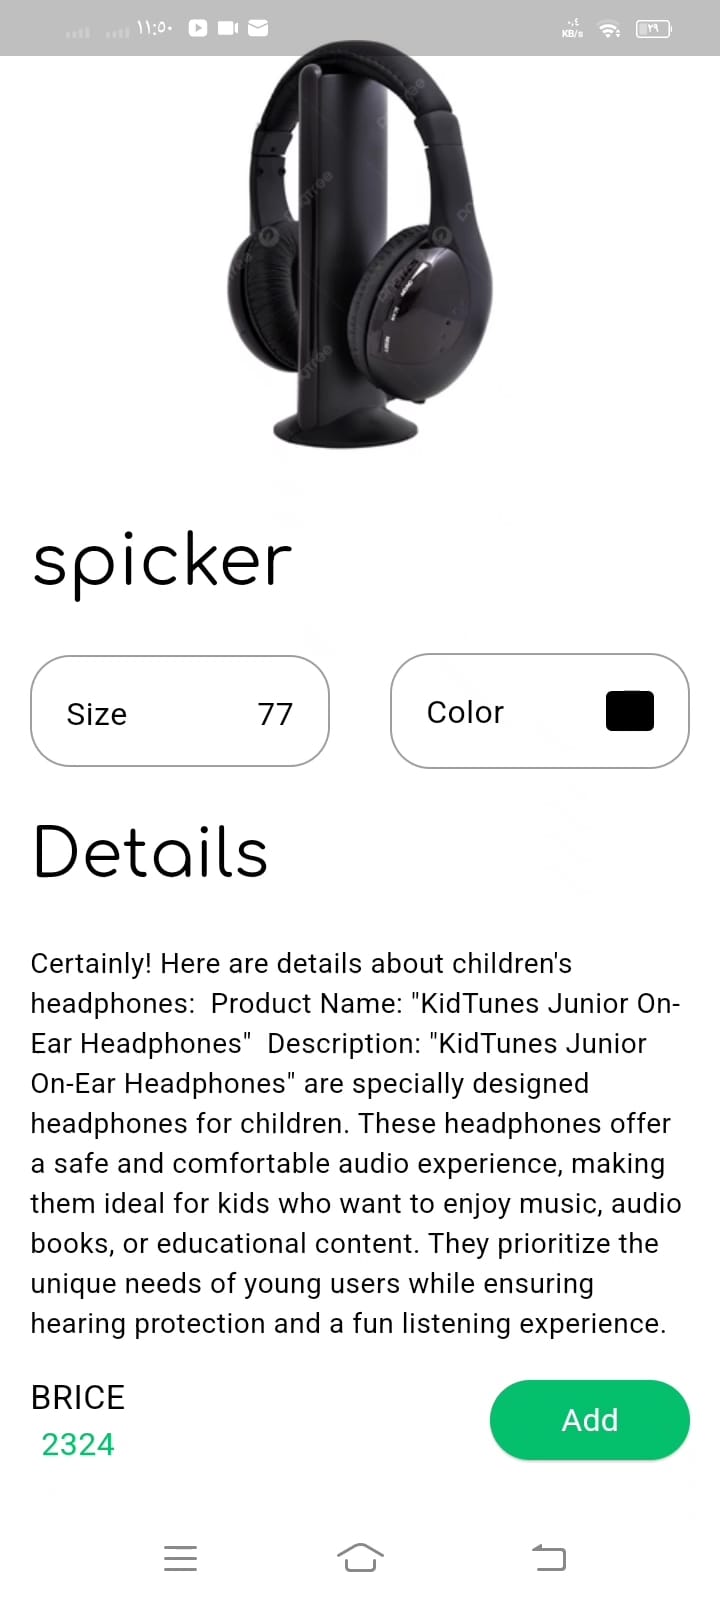 ١١:٥٠
٠.٤
KB/s
٢٩
spicker
Size 77
Color
Details
Certainly! Here are details about children's
headphones:  Product Name: "KidTunes Junior On-
Ear Headphones"  Description: "KidTunes Junior
On-Ear Headphones" are specially designed
headphones for children. These headphones offer
a safe and comfortable audio experience, making
them ideal for kids who want to enjoy music, audio
books, or educational content. They prioritize the
unique needs of young users while ensuring
hearing protection and a fun listening experience.
BRICE
2324
Add